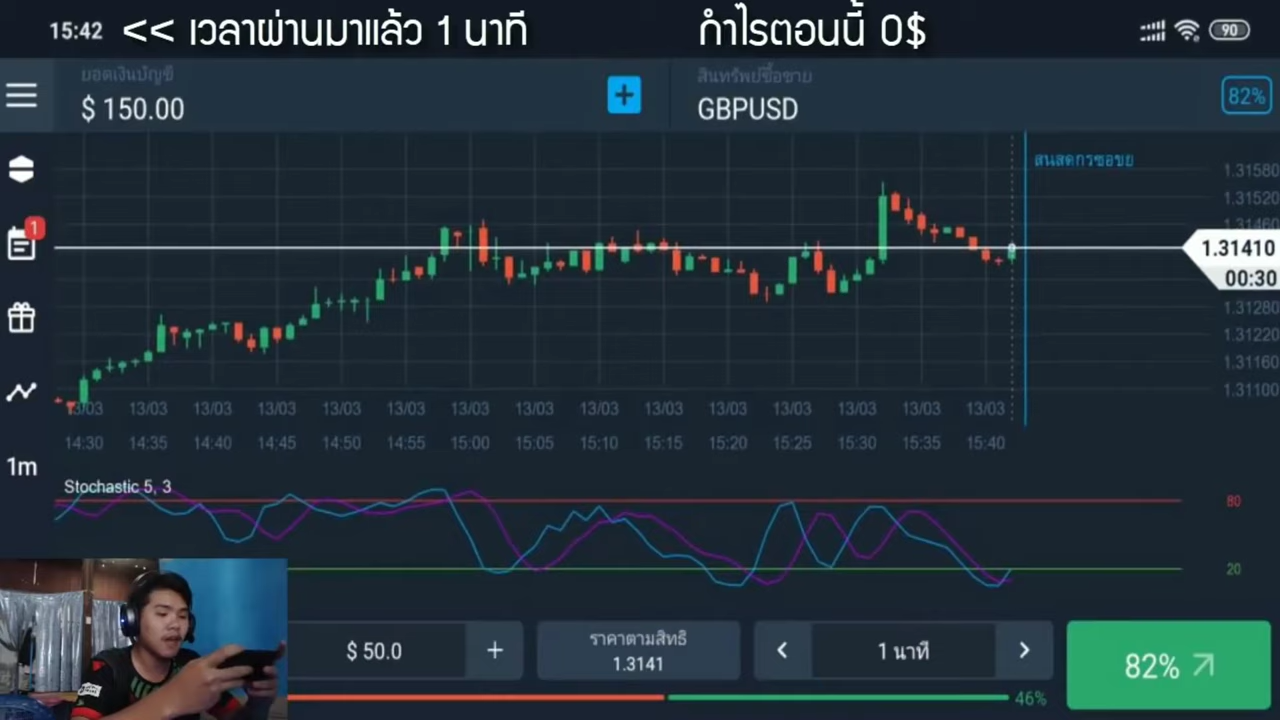 15:42 << เวลาผ่านมาแล้ว 1 นาที กำไรตอนนี้ 0$
90
ยอดเงินบัญชี
$ 150.00
+
สินทรัพย์ซื้อขาย
GBPUSD
82%
สนสดกรซอขย
1.31580
1.31520
1.31460
1
1.31410
00:30
1.31280
1.31220
1.31160
1.31100
13/03 13/03 13/03 13/03 13/03 13/03 13/03 13/03 13/03 13/03 13/03 13/03 13/03 13/03 13/03
14:30 14:35 14:40 14:45 14:50 14:55 15:00 15:05 15:10 15:15 15:20 15:25 15:30 15:35 15:40
1m
Stochastic 5, 3
80
20
$ 50.0 +
ราคาตามสิทธิ
1.3141
< 1 นาที >
82%
46%